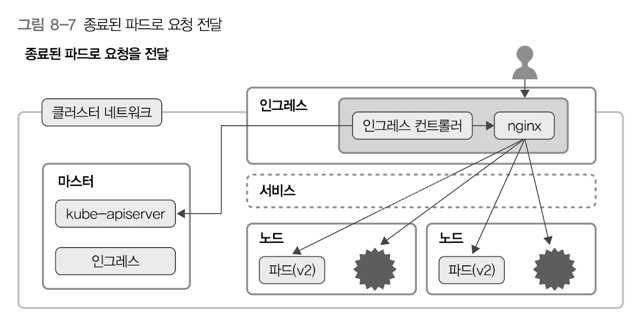 그림 8-7 종료된 파드로 요청 전달
종료된 파드로 요청을 전달
클러스터 네트워크
인그레스
인그레스 컨트롤러
nginx
마스터
kube-apiserver
인그레스
서비스
노드
파드(v2)
노드
파드(v2)